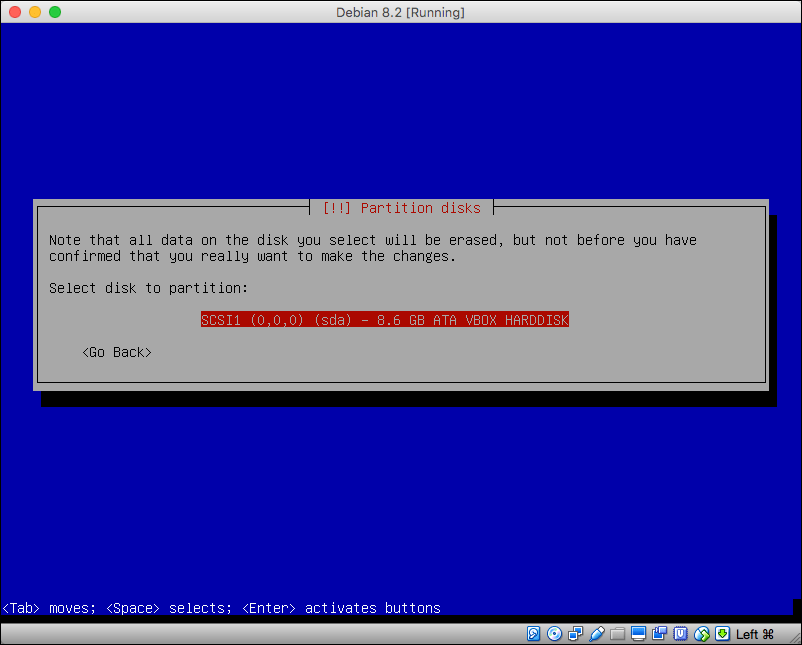 Debian 8.2 [Running]
[!!] Partition disks
Note that all data on the disk you select will be erased, but not before you have
confirmed that you really want to make the changes.
Select disk to partition:
SCSI1 (0,0,0) (sda) - 8.6 GB ATA VBOX HARDDISK
<Go Back>
<Tab> moves; <Space> selects; <Enter> activates buttons
Left ⌘